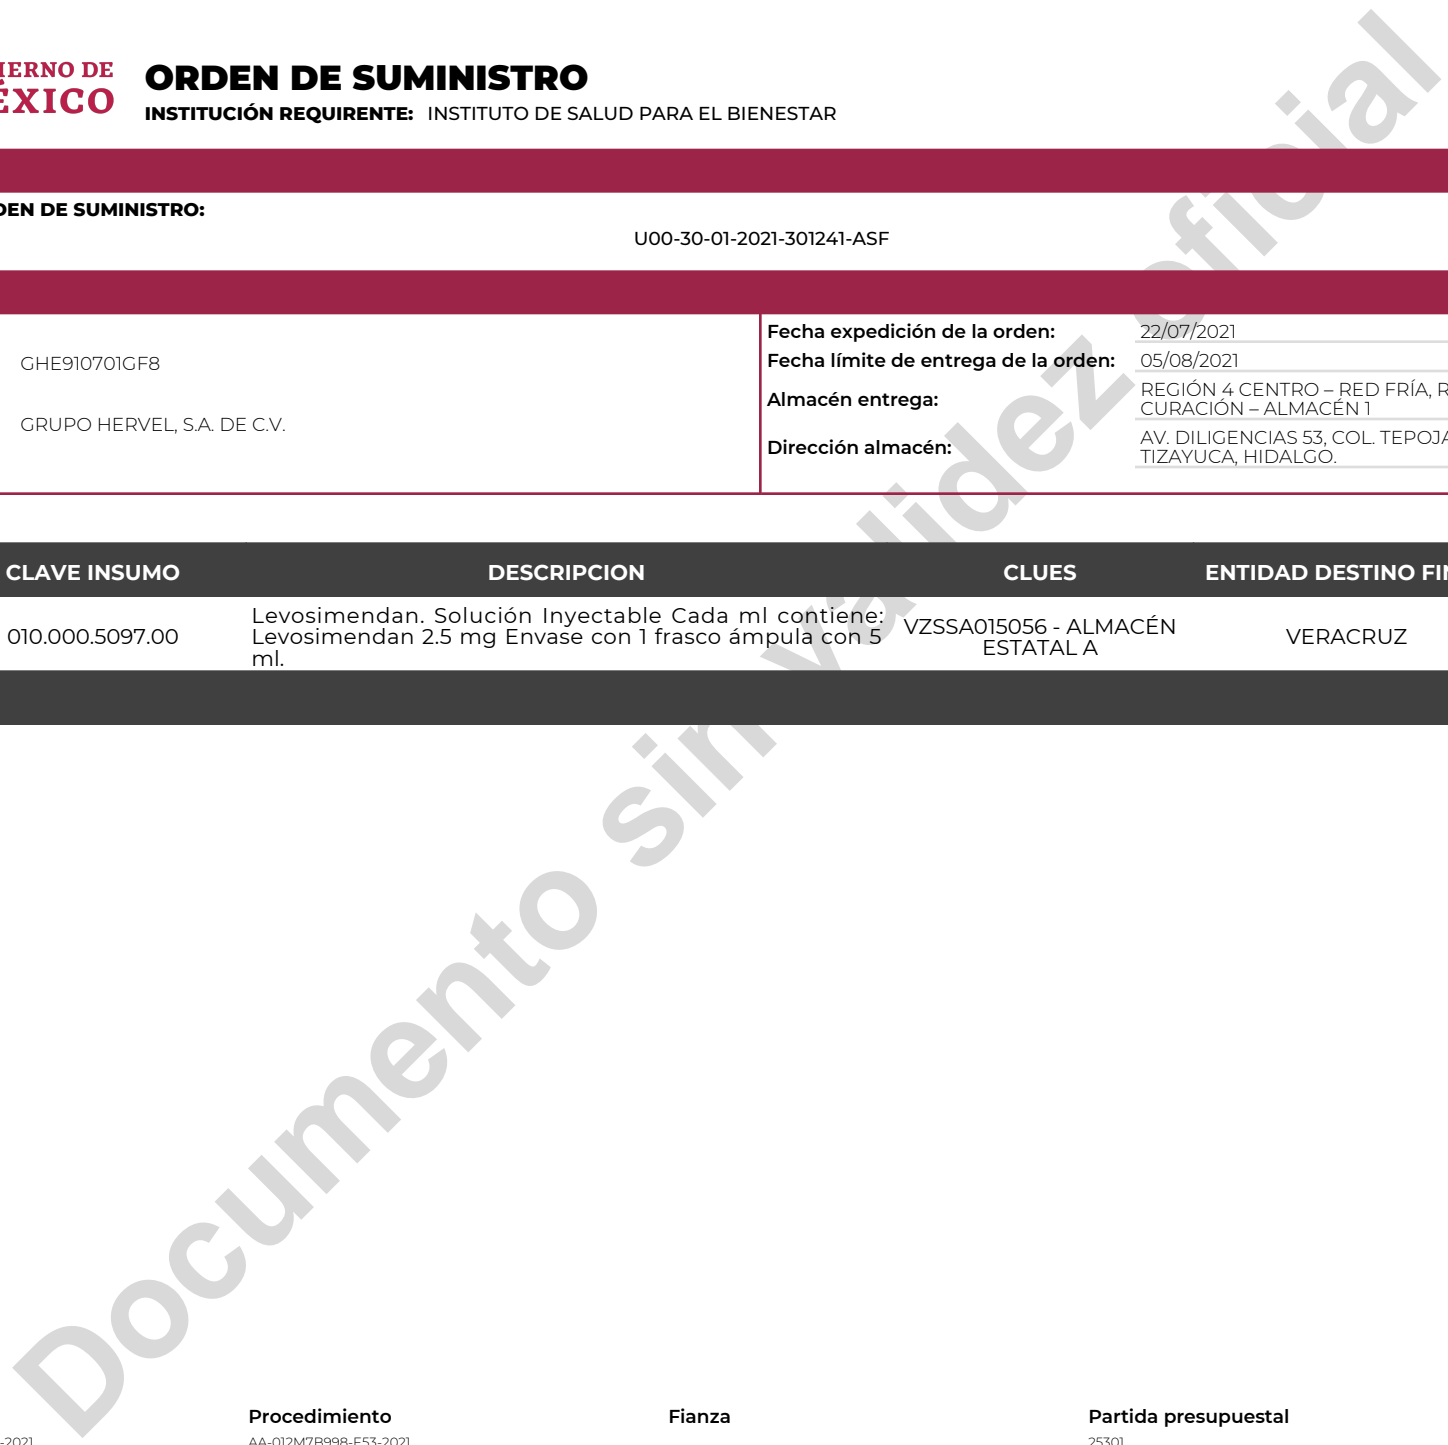 ORDEN DE SUMINISTRO
INSTITUCIÓN REQUIRENTE: INSTITUTO DE SALUD PARA EL BIENESTAR
DE
DE SUMINISTRO:
U00-30-01-2021-301241-ASF
GHE910701GF8
GRUPO HERVEL, S.A. DE C.V.
Fecha expedición de la orden: 22/07/2021
Fecha límite de entrega de la orden: 05/08/2021
Almacén entrega: REGIÓN 4 CENTRO – RED FRÍA,
CURACIÓN – ALMACÉN 1
Dirección almacén: AV. DILIGENCIAS 53, COL.
TIZAYUCA, HIDALGO.
CLAVE INSUMO DESCRIPCION CLUES ENTIDAD DESTINO
010.000.5097.00
Levosimendan. Solución Inyectable Cada ml contiene:
Levosimendan 2.5 mg Envase con 1 frasco ámpula con 5
ml.
VZSSA015056 - ALMACÉN
ESTATAL A
VERACRUZ
Documento sin validez oficial
Procedimiento Fianza Partida presupuestal
AA-012M7B998-E53-2021 25301